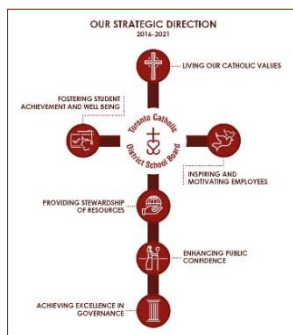 OUR STRATEGIC DIRECTION
2016-2021
LIVING OUR CATHOLIC VALUES
FOSTERING STUDENT
ACHIEVEMENT AND WELL BEING
Toronto Catholic
District School Board
INSPIRING AND
MOTIVATING EMPLOYEES
PROVIDING STEWARDSHIP
OF RESOURCES
ENHANCING PUBLIC
CONFIDENCE
ACHIEVING EXCELLENCE IN
GOVERNANCE